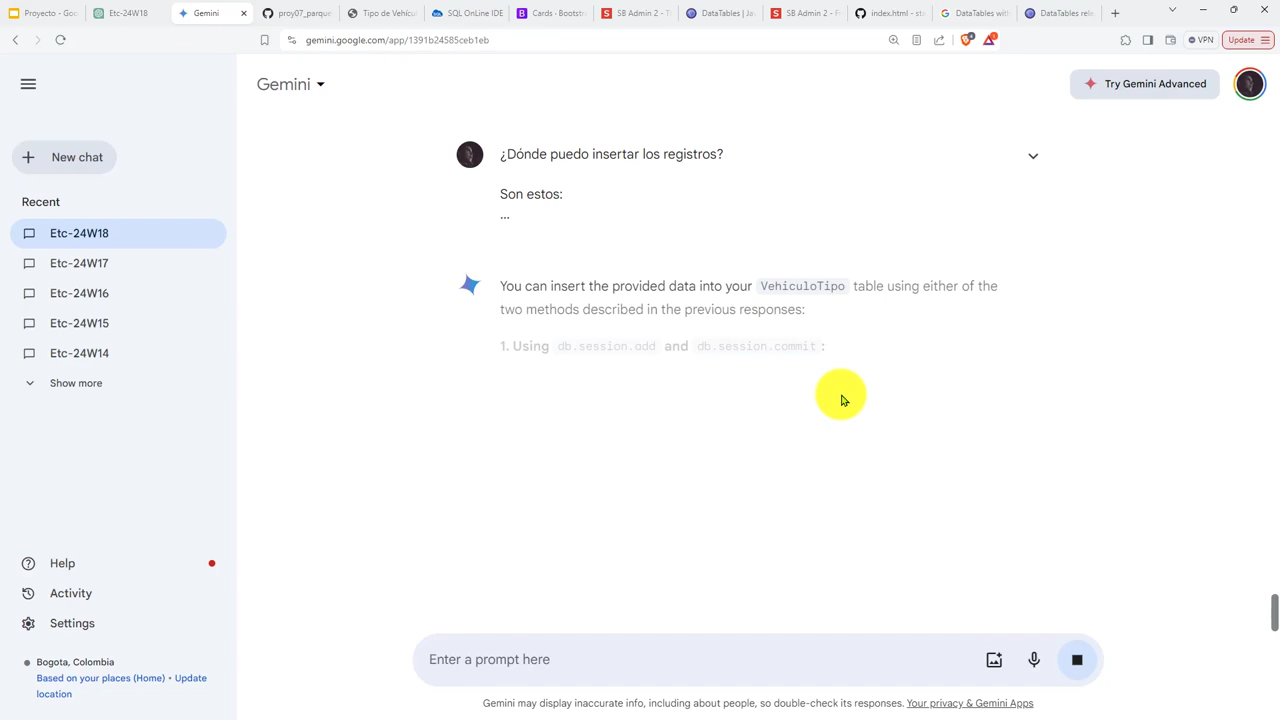 Proyecto - Goo
Etc-24W18
Gemini
proy07_parque
Tipo de Vehícu
SQL OnLine IDE
Cards · Bootstr
SB Admin 2 - T
DataTables | Ja
SB Admin 2 - F
index.html - sta
DataTables with
DataTables rele
gemini.google.com/app/1391b24585ceb1eb
VPN
Update
Gemini
Try Gemini Advanced
New chat
Recent
Etc-24W18
Etc-24W17
Etc-24W16
Etc-24W15
Etc-24W14
Show more
¿Dónde puedo insertar los registros?
Son estos:
...
You can insert the provided data into your VehiculoTipo table using either of the
two methods described in the previous responses:
1. Using db.session.add and db.session.commit :
Help
Activity
Settings
Bogota, Colombia
Based on your places (Home) • Update
location
Enter a prompt here
Gemini may display inaccurate info, including about people, so double-check its responses. Your privacy & Gemini Apps